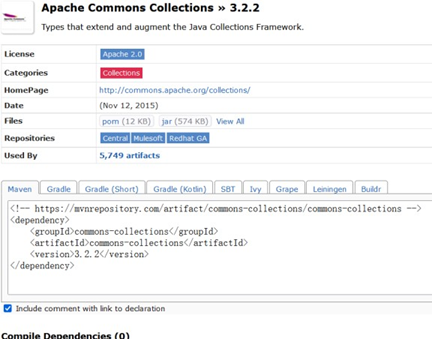 Apache Commons Collections » 3.2.2
Types that extend and augment the Java Collections Framework.
License Apache 2.0
Categories Collections
HomePage http://commons.apache.org/collections/
Date (Nov 12, 2015)
Files pom (12 KB) jar (574 KB) View All
Repositories Central Mulesoft Redhat GA
Used By 5,749 artifacts
Maven Gradle Gradle (Short) Gradle (Kotlin) SBT Ivy Grape Leiningen Buildr
<!-- https://mvnrepository.com/artifact/commons-collections/commons-collections -->
<dependency>
    <groupId>commons-collections</groupId>
    <artifactId>commons-collections</artifactId>
    <version>3.2.2</version>
</dependency>
Include comment with link to declaration
Compile Dependencies (0)